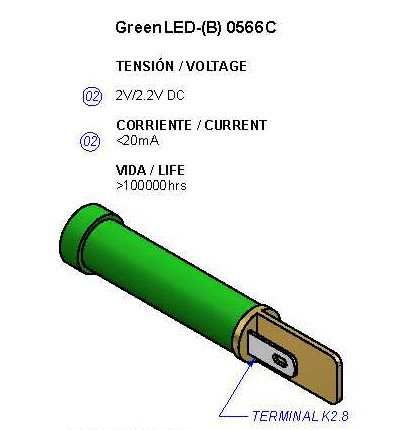 GreenLED-(B) 0566C
TENSIÓN / VOLTAGE
02 2V/2.2V DC
CORRIENTE / CURRENT
02 <20mA
VIDA / LIFE
>100000hrs
TERMINAL K2.8